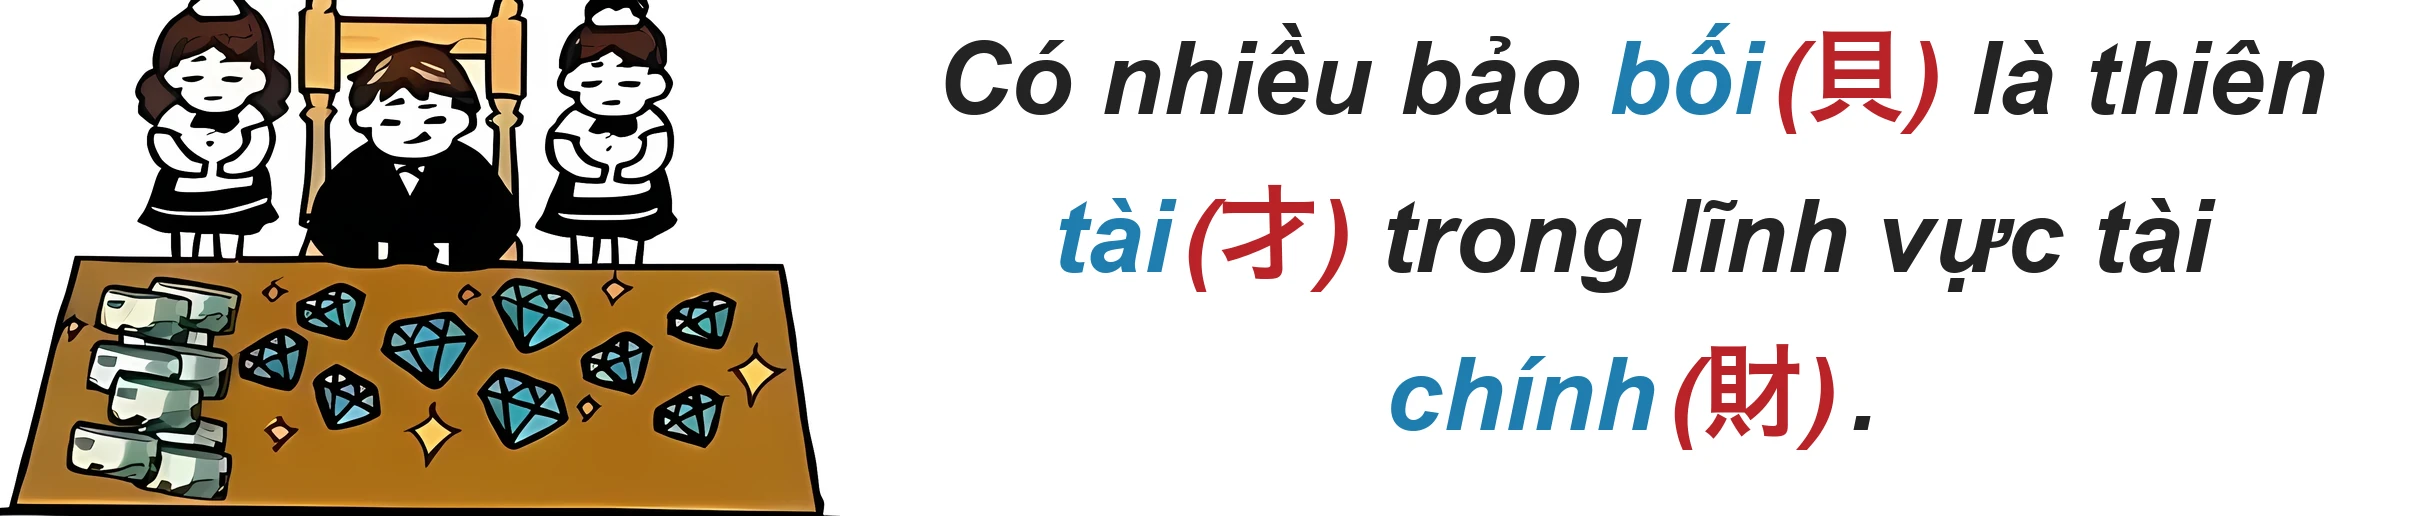 Có nhiều bảo bối (貝) là thiên
tài (才) trong lĩnh vực tài
chính (財) .